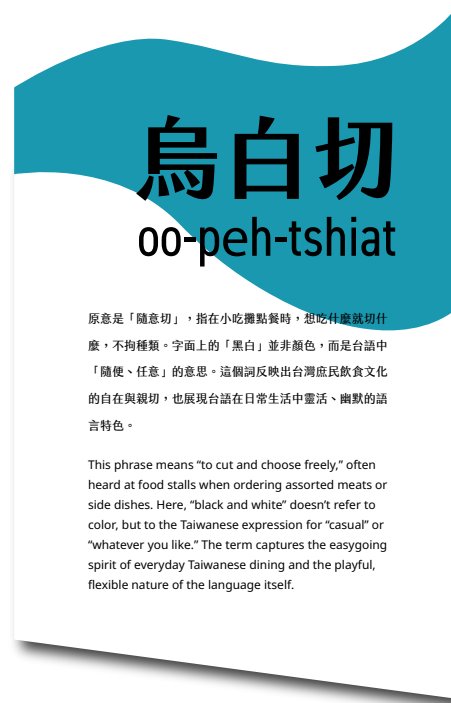 烏白切
oo-peh-tshiat
原意是「隨意切」，指在小吃攤點餐時，想吃什麼就切什
麼，不拘種類。字面上的「黑白」並非顏色，而是台語中
「隨便、任意」的意思。這個詞反映出台灣庶民飲食文化
的自在與親切，也展現台語在日常生活中靈活、幽默的語
言特色。
This phrase means “to cut and choose freely,” often
heard at food stalls when ordering assorted meats or
side dishes. Here, “black and white” doesn’t refer to
color, but to the Taiwanese expression for “casual” or
“whatever you like.” The term captures the easygoing
spirit of everyday Taiwanese dining and the playful,
flexible nature of the language itself.